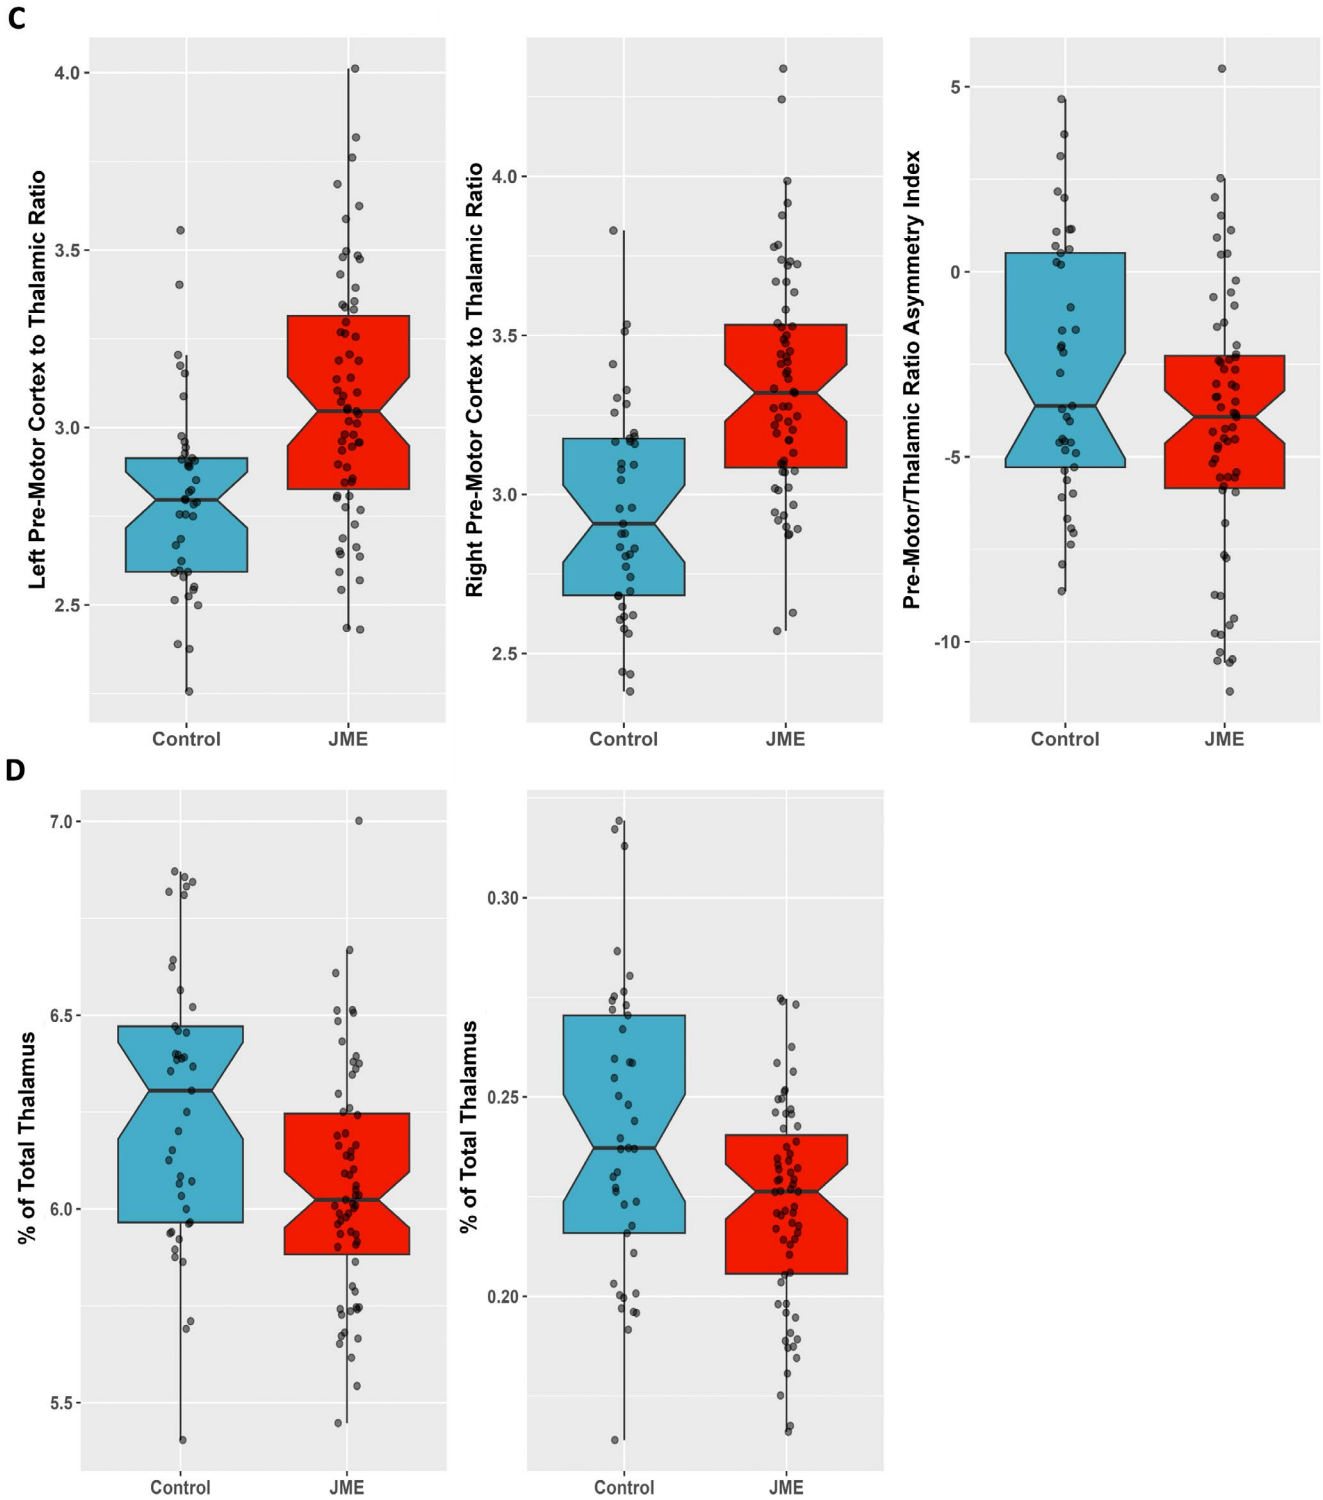 C
Left Pre-Motor Cortex to Thalamic Ratio
4.0
3.5
3.0
2.5
Control
JME
Right Pre-Motor Cortex to Thalamic Ratio
4.0
3.5
3.0
2.5
Control
JME
Pre-Motor/Thalamic Ratio Asymmetry Index
5
0
-5
-10
Control
JME
D
% of Total Thalamus
7.0
6.5
6.0
5.5
Control
JME
% of Total Thalamus
0.30
0.25
0.20
Control
JME